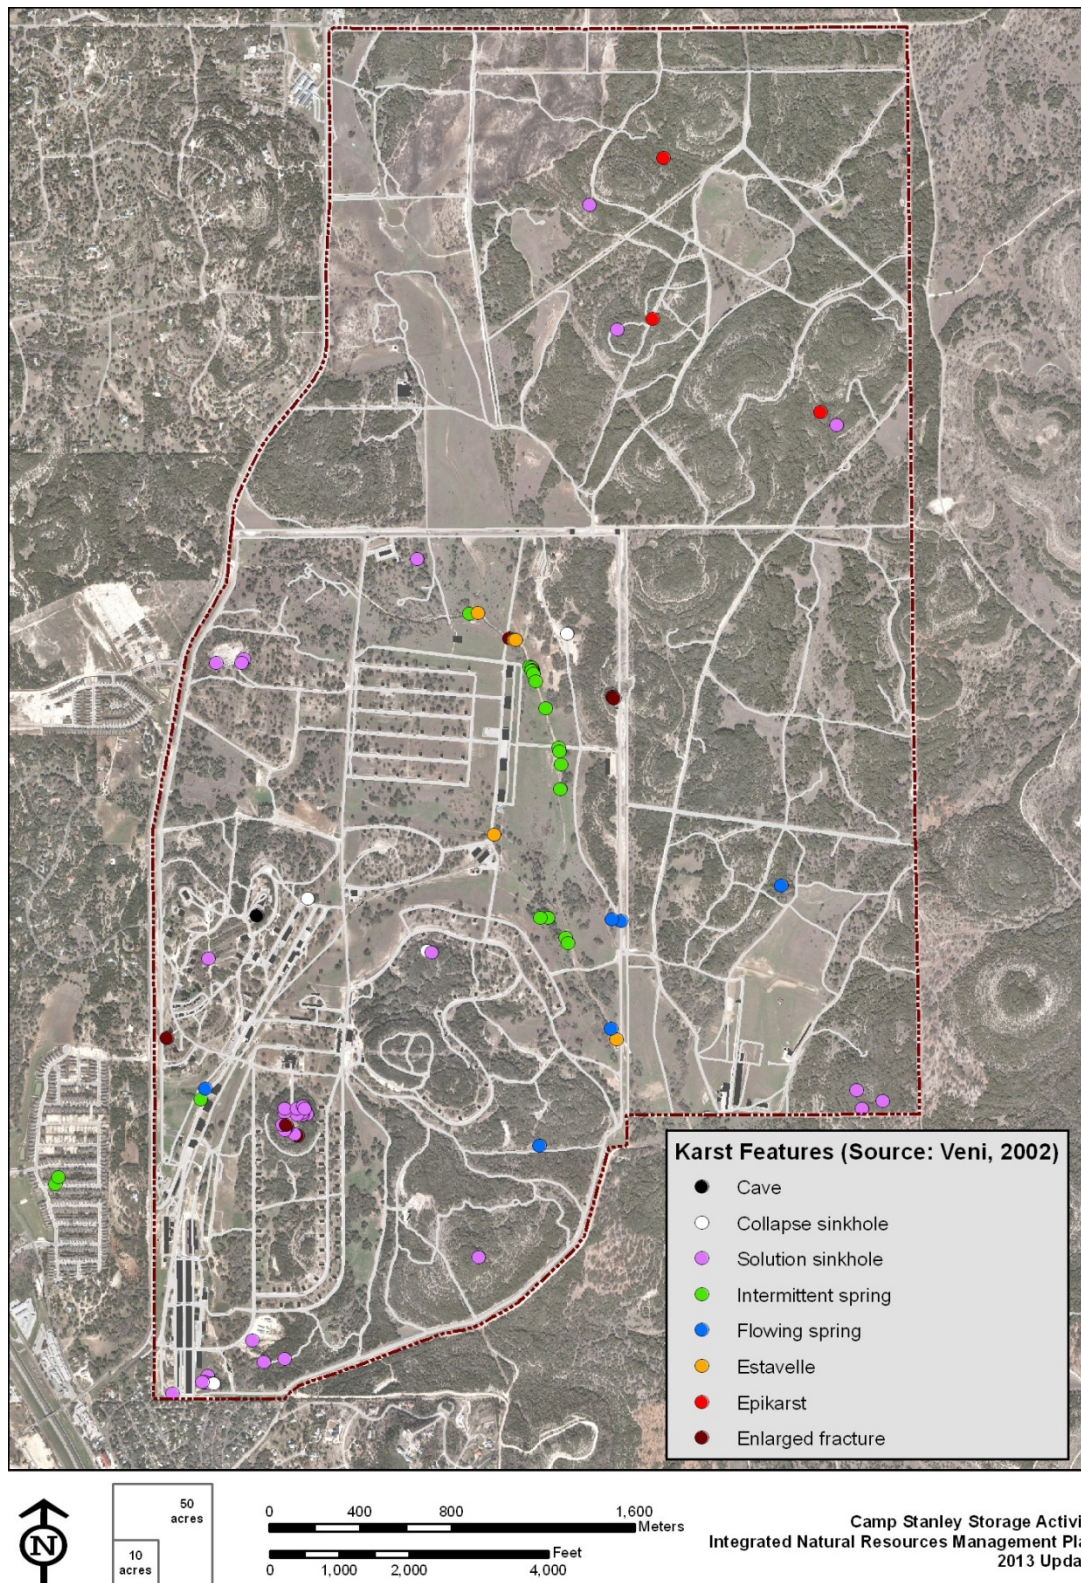 Karst Features (Source: Veni, 2002)
Cave
Collapse sinkhole
Solution sinkhole
Intermittent spring
Flowing spring
Estavelle
Epikarst
Enlarged fracture
N
50
acres
10
acres
0 400 800 1,600
Meters
Feet
0 1,000 2,000 4,000
Camp Stanley Storage Activi
Integrated Natural Resources Management Pla
2013 Upda